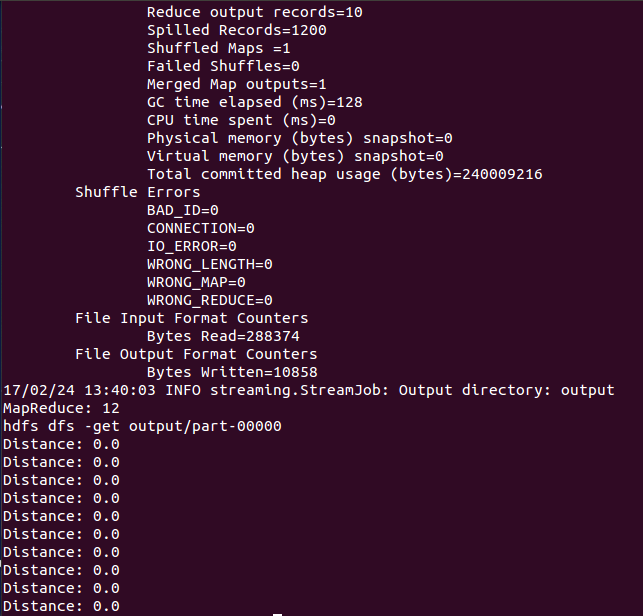 Reduce output records=10
Spilled Records=1200
Shuffled Maps =1
Failed Shuffles=0
Merged Map outputs=1
GC time elapsed (ms)=128
CPU time spent (ms)=0
Physical memory (bytes) snapshot=0
Virtual memory (bytes) snapshot=0
Total committed heap usage (bytes)=240009216
Shuffle Errors
BAD_ID=0
CONNECTION=0
IO_ERROR=0
WRONG_LENGTH=0
WRONG_MAP=0
WRONG_REDUCE=0
File Input Format Counters
Bytes Read=288374
File Output Format Counters
Bytes Written=10858
17/02/24 13:40:03 INFO streaming.StreamJob: Output directory: output
MapReduce: 12
hdfs dfs -get output/part-00000
Distance: 0.0
Distance: 0.0
Distance: 0.0
Distance: 0.0
Distance: 0.0
Distance: 0.0
Distance: 0.0
Distance: 0.0
Distance: 0.0
Distance: 0.0